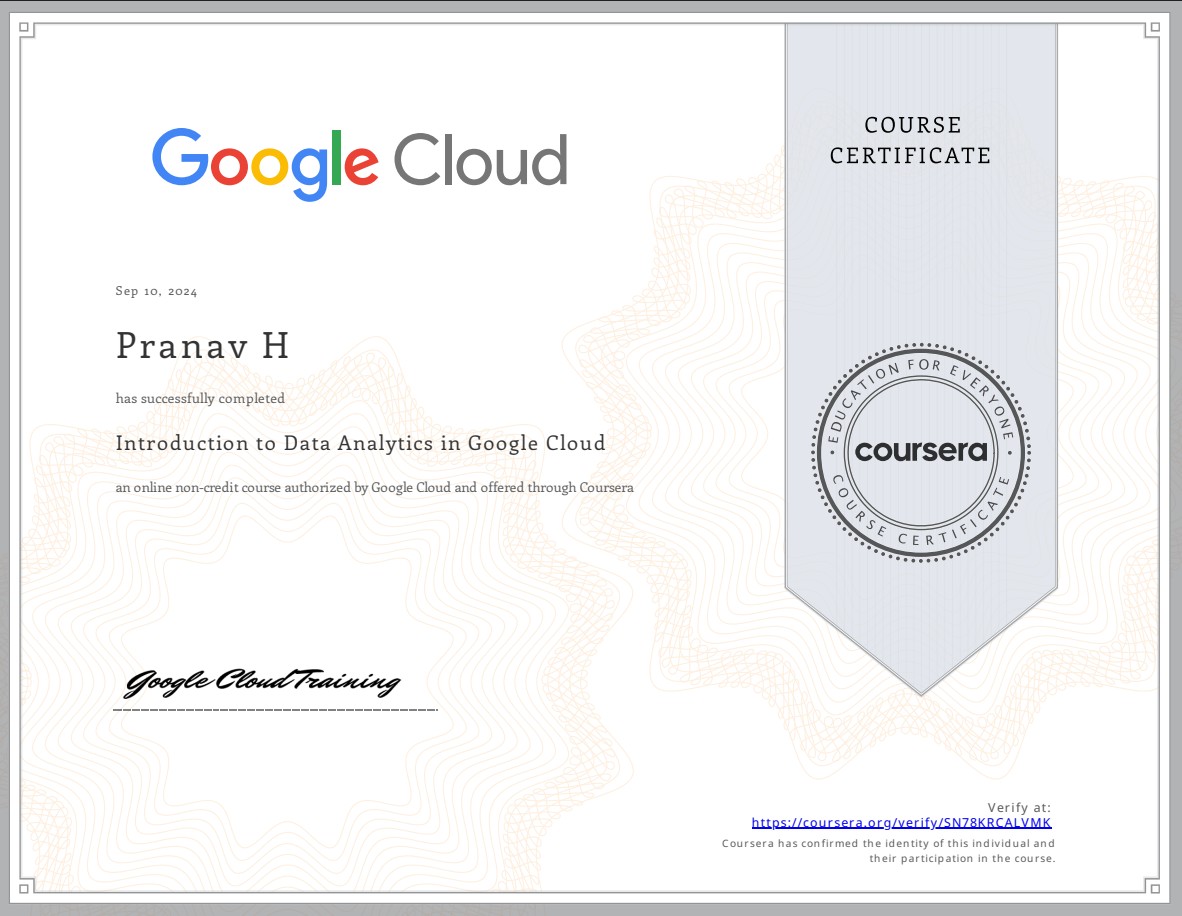 Google Cloud
COURSE
CERTIFICATE
Sep 10, 2024
Pranav H
has successfully completed
Introduction to Data Analytics in Google Cloud
an online non-credit course authorized by Google Cloud and offered through Coursera
• EDUCATION FOR EVERYONE •
coursera
COURSE CERTIFICATE
Google Cloud Training
Verify at:
https://coursera.org/verify/SN78KRCALVMK
Coursera has confirmed the identity of this individual and
their participation in the course.